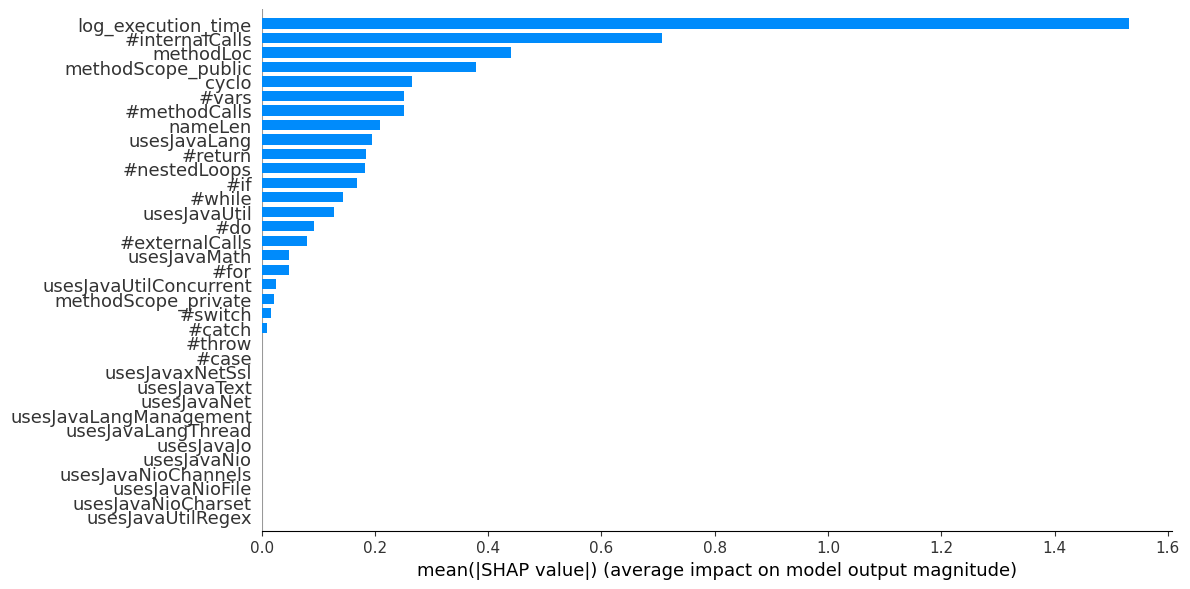 log_execution_time
#internalCalls
methodLoc
methodScope_public
cyclo
#vars
#methodCalls
nameLen
usesJavaLang
#return
#nestedLoops
#if
#while
usesJavaUtil
#do
#externalCalls
usesJavaMath
#for
usesJavaUtilConcurrent
methodScope_private
#switch
#catch
#throw
#case
usesJavaxNetSsl
usesJavaText
usesJavaNet
usesJavaLangManagement
usesJavaLangThread
usesJavaIo
usesJavaNio
usesJavaNioChannels
usesJavaNioFile
usesJavaNioCharset
usesJavaUtilRegex
0.0 0.2 0.4 0.6 0.8 1.0 1.2 1.4 1.6
mean(|SHAP value|) (average impact on model output magnitude)